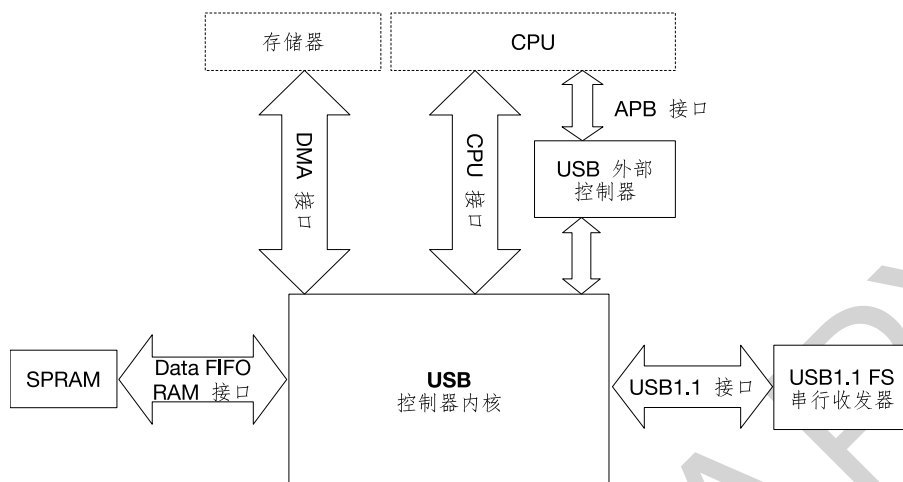 存储器
CPU
DMA 接口
CPU 接口
APB 接口
USB 外部
控制器
SPRAM
Data FIFO
RAM 接口
USB
控制器内核
USB1.1 接口
USB1.1 FS
串行收发器